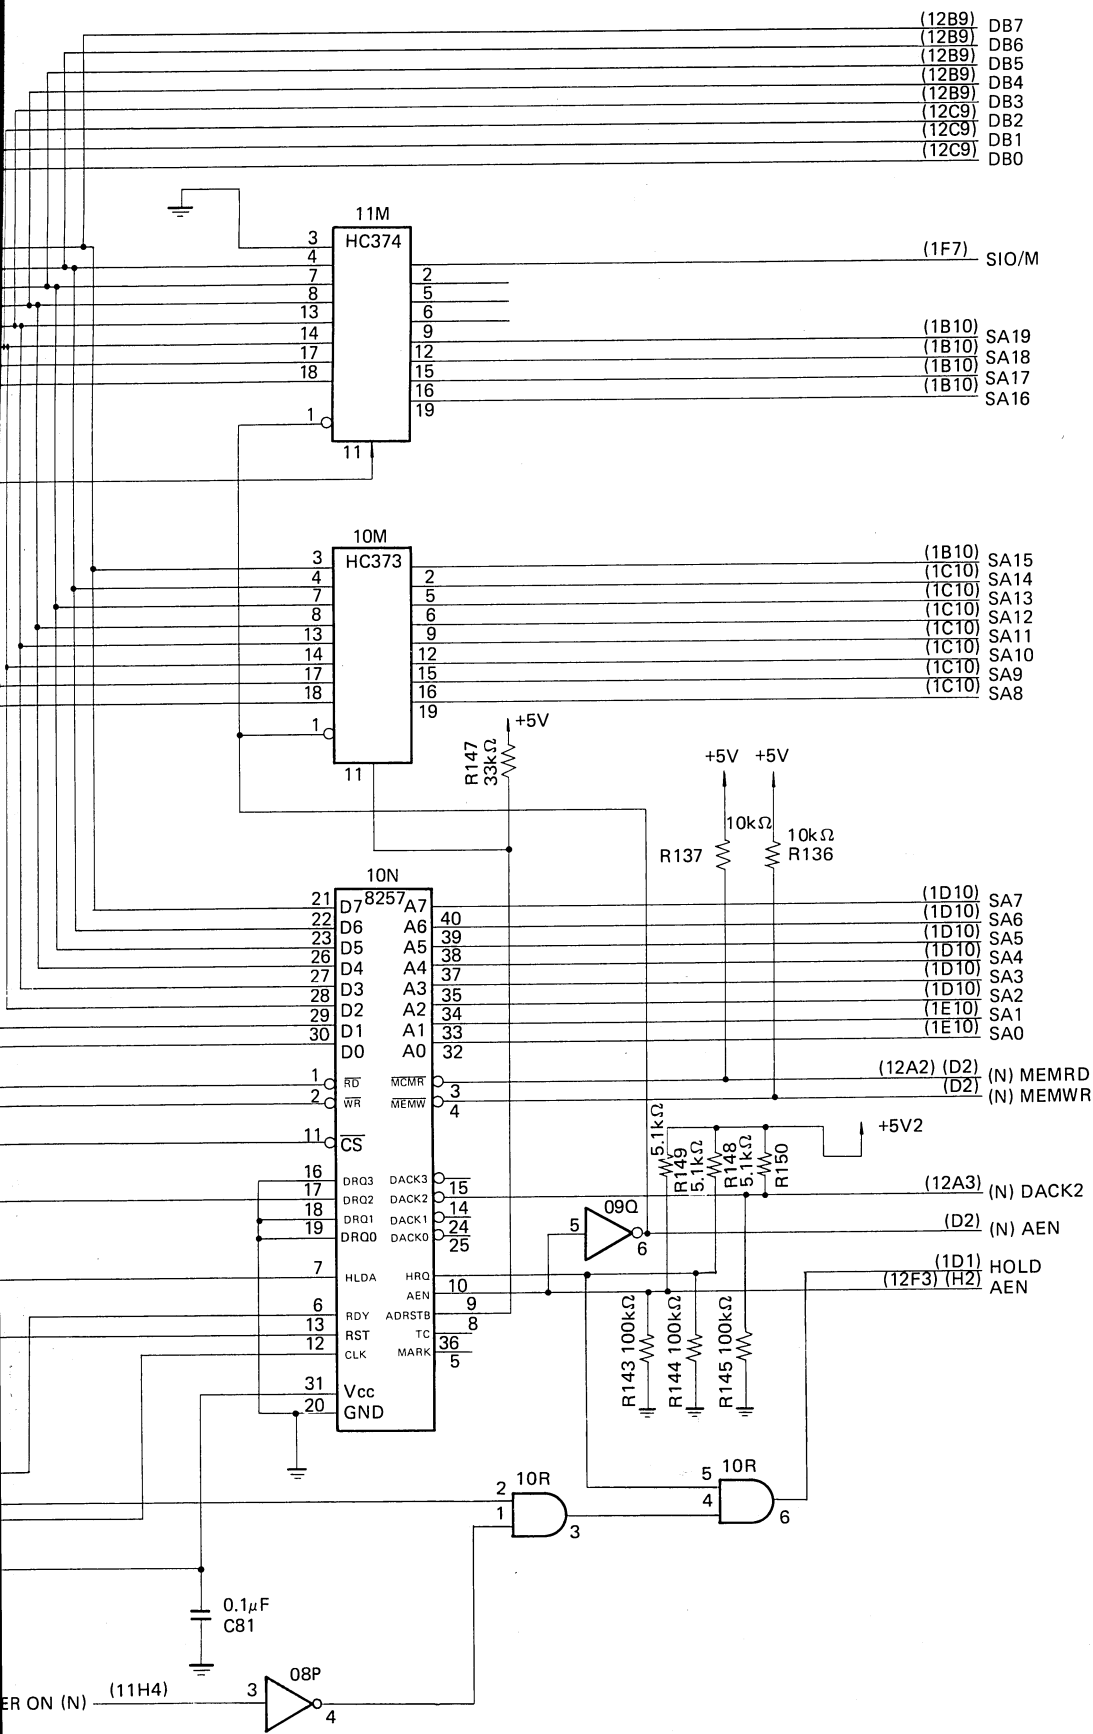 (12B9) DB7
(12B9) DB6
(12B9) DB5
(12B9) DB4
(12B9) DB3
(12C9) DB2
(12C9) DB1
(12C9) DB0
11M
HC374
3
4
7
8
13
14
17
18
1
11
2
5
6
9
12
15
16
19
(1F7) SIO/M
(1B10) SA19
(1B10) SA18
(1B10) SA17
(1B10) SA16
10M
HC373
3
4
7
8
13
14
17
18
1
11
2
5
6
9
12
15
16
19
(1B10) SA15
(1C10) SA14
(1C10) SA13
(1C10) SA12
(1C10) SA11
(1C10) SA10
(1C10) SA9
(1C10) SA8
+5V
R147
33kΩ
+5V +5V
10kΩ
R137
10kΩ
R136
10N
8257
21 D7 A7 40
22 D6 A6 39
23 D5 A5 38
26 D4 A4 37
27 D3 A3 35
28 D2 A2 34
29 D1 A1 33
30 D0 A0 32
1 RD MCMR 3
2 WR MEMW 4
11 CS
16 DRQ3 DACK3 15
17 DRQ2 DACK2 14
18 DRQ1 DACK1 24
19 DRQ0 DACK0 25
7 HLDA HRQ 10
AEN 9
6 RDY ADRSTB 8
13 RST TC 36
12 CLK MARK 5
31 Vcc
20 GND
(1D10) SA7
(1D10) SA6
(1D10) SA5
(1D10) SA4
(1D10) SA3
(1D10) SA2
(1E10) SA1
(1E10) SA0
(12A2) (D2) (N) MEMRD
(D2) (N) MEMWR
+5V2
5.1kΩ
R149
5.1kΩ
R148
5.1kΩ
R150
(12A3) (N) DACK2
09Q
5
6
(D2) (N) AEN
(1D1) HOLD
(12F3) (H2) AEN
R143 100kΩ
R144 100kΩ
R145 100kΩ
10R
2
1
3
10R
5
4
6
0.1μF
C81
ER ON (N) (11H4)
08P
3
4